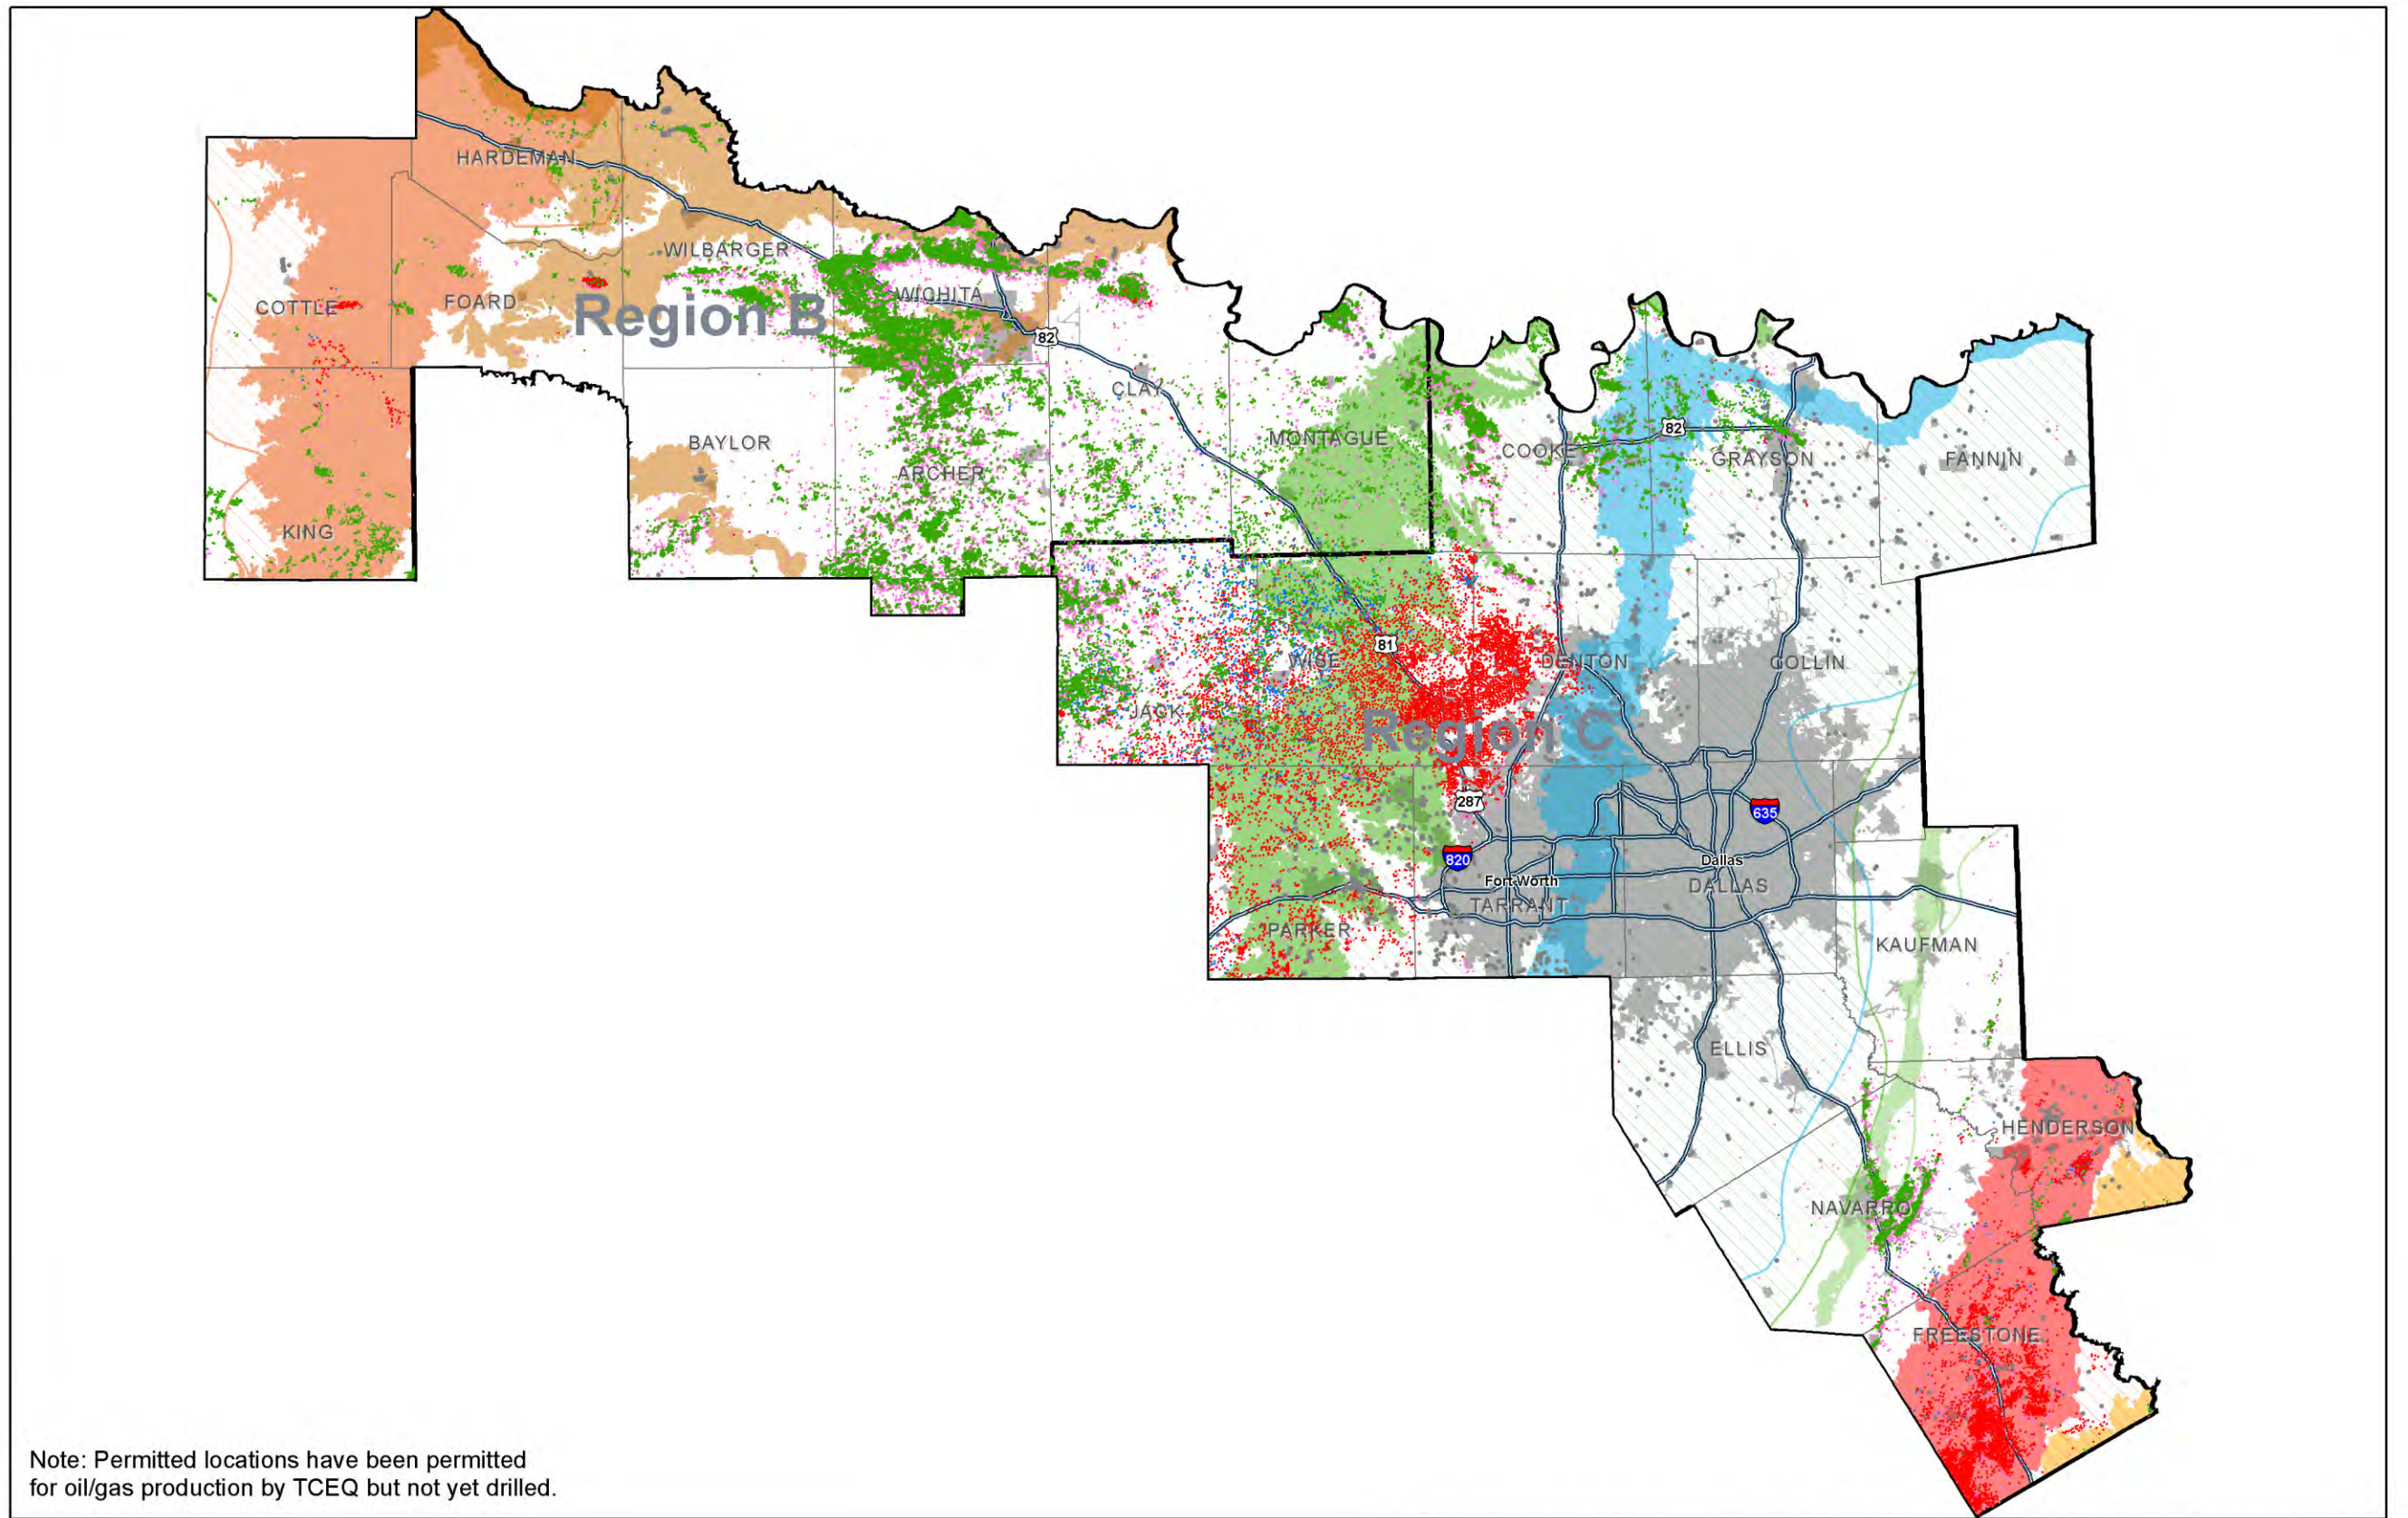 HARDEMAN
WILBARGER
COTTLE
FOARD
WICHITA
Region B
82
CLAY
BAYLOR
ARCHER
MONTAGUE
COOKE
82
GRAYSON
FANNIN
KING
81
WISE
DENTON
COLLIN
JACK
Region C
287
635
820
Dallas
Fort Worth
DALLAS
TARRANT
PARKER
KAUFMAN
ELLIS
HENDERSON
NAVARRO
FREESTONE
Note: Permitted locations have been permitted
for oil/gas production by TCEQ but not yet drilled.